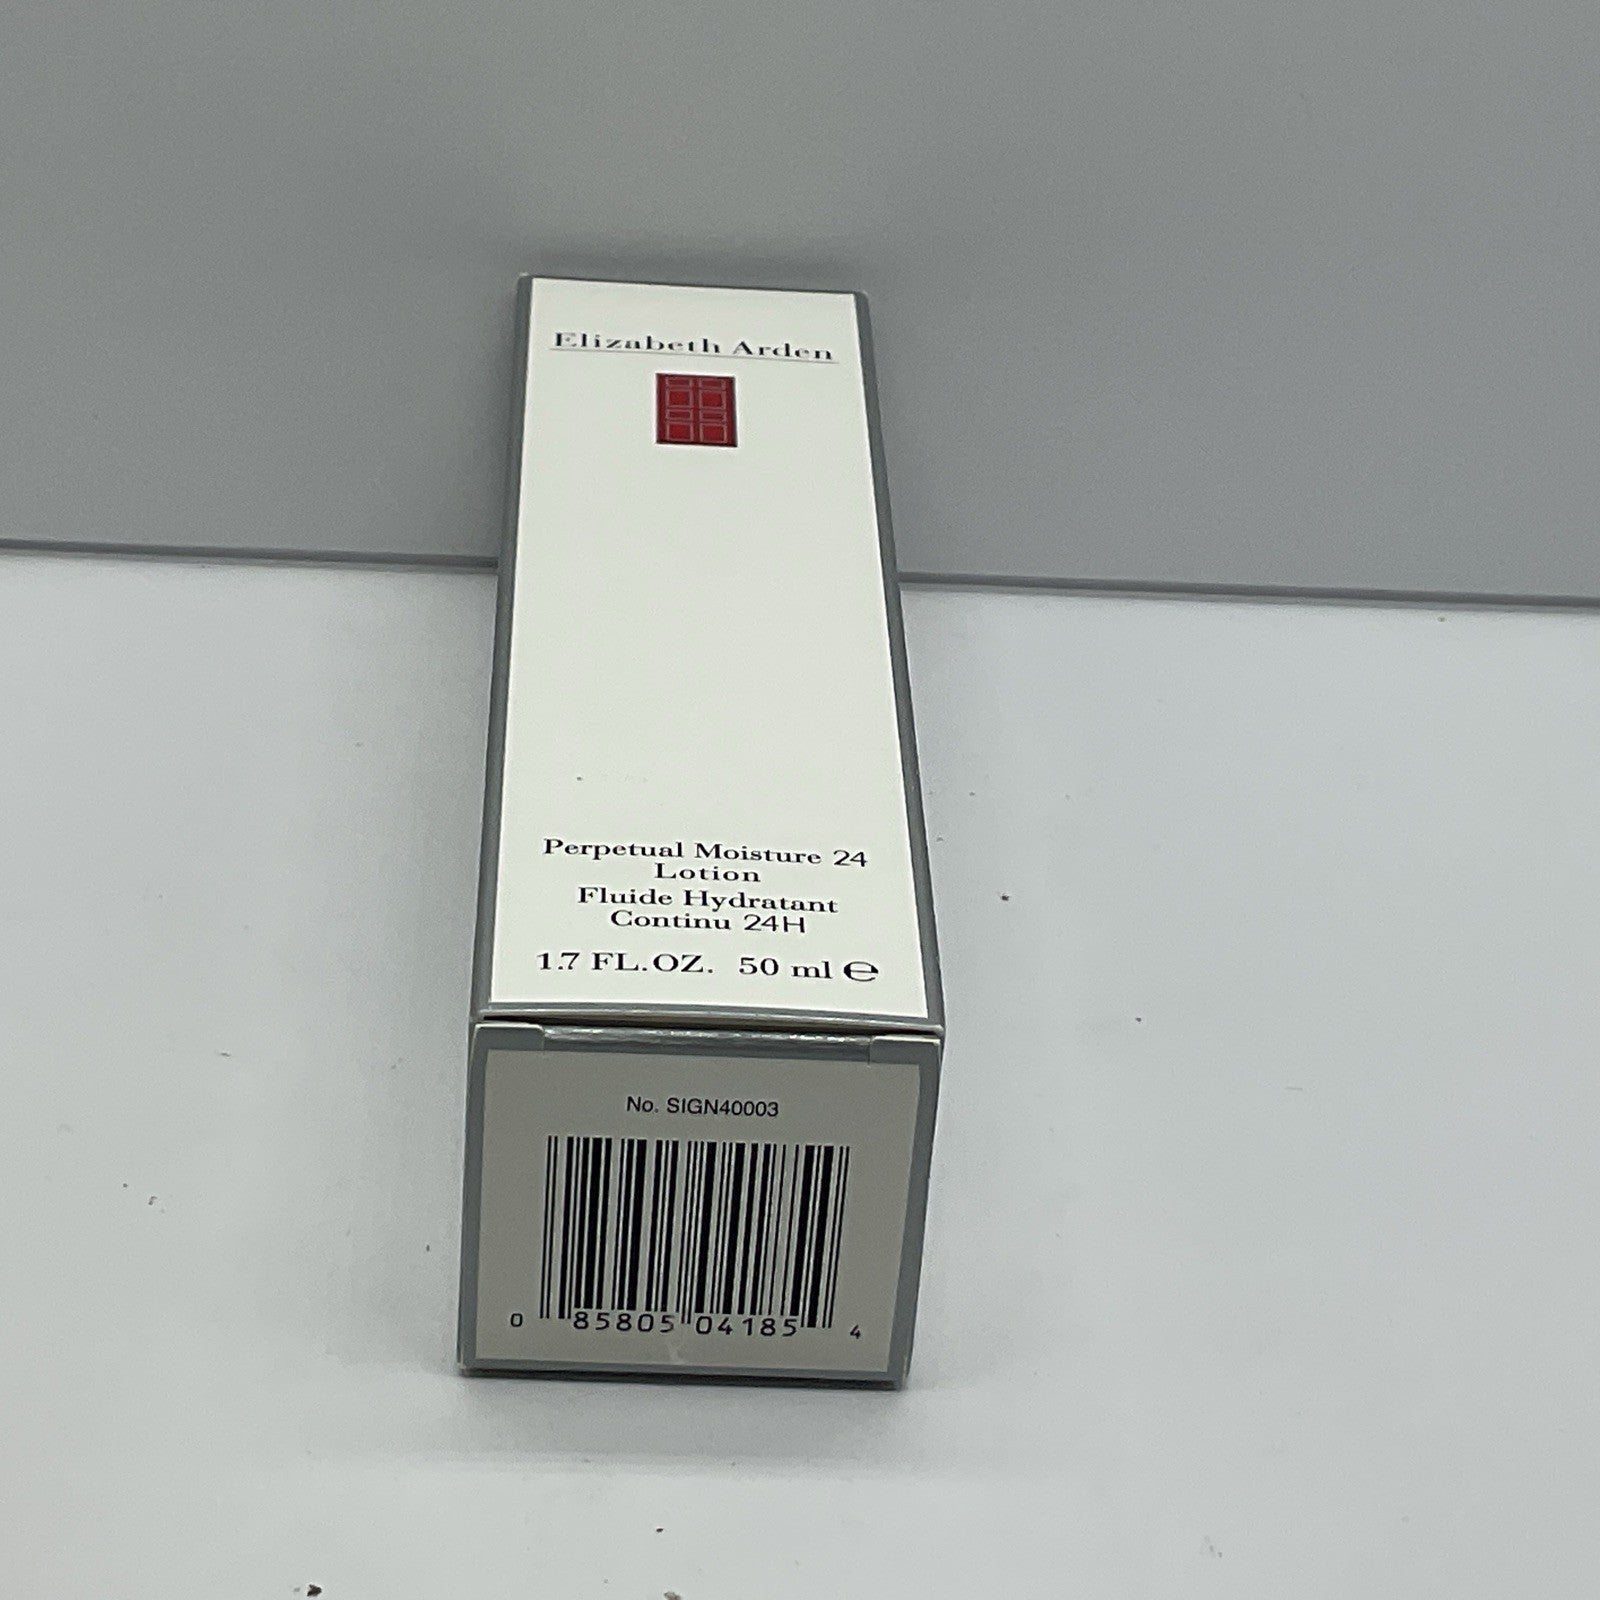 Elizabeth Arden
Perpetual Moisture 24
Lotion
Fluide Hydratant
Continu 24H
1.7 FL.OZ. 50 ml ℮
No. SIGN40003
0 85805 04185 4